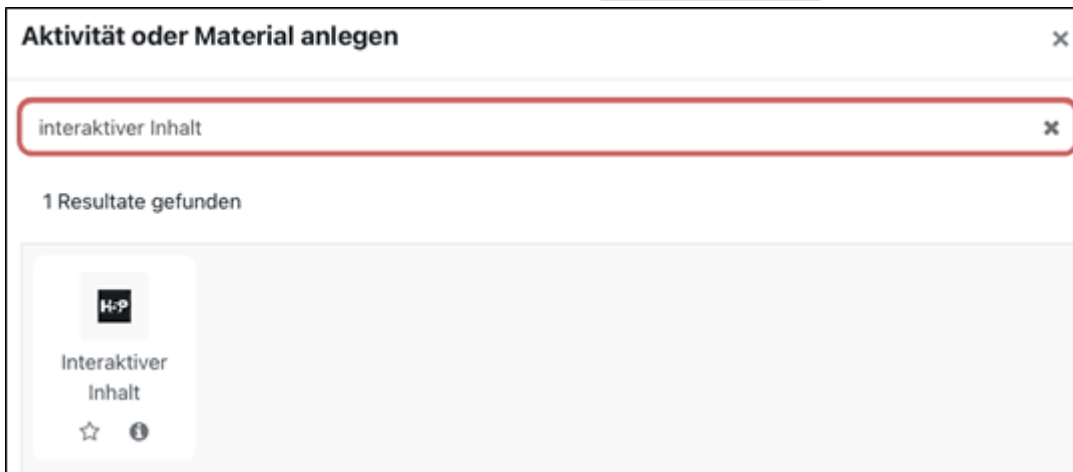 Aktivität oder Material anlegen
interaktiver Inhalt
1 Resultate gefunden
H5P
Interaktiver
Inhalt